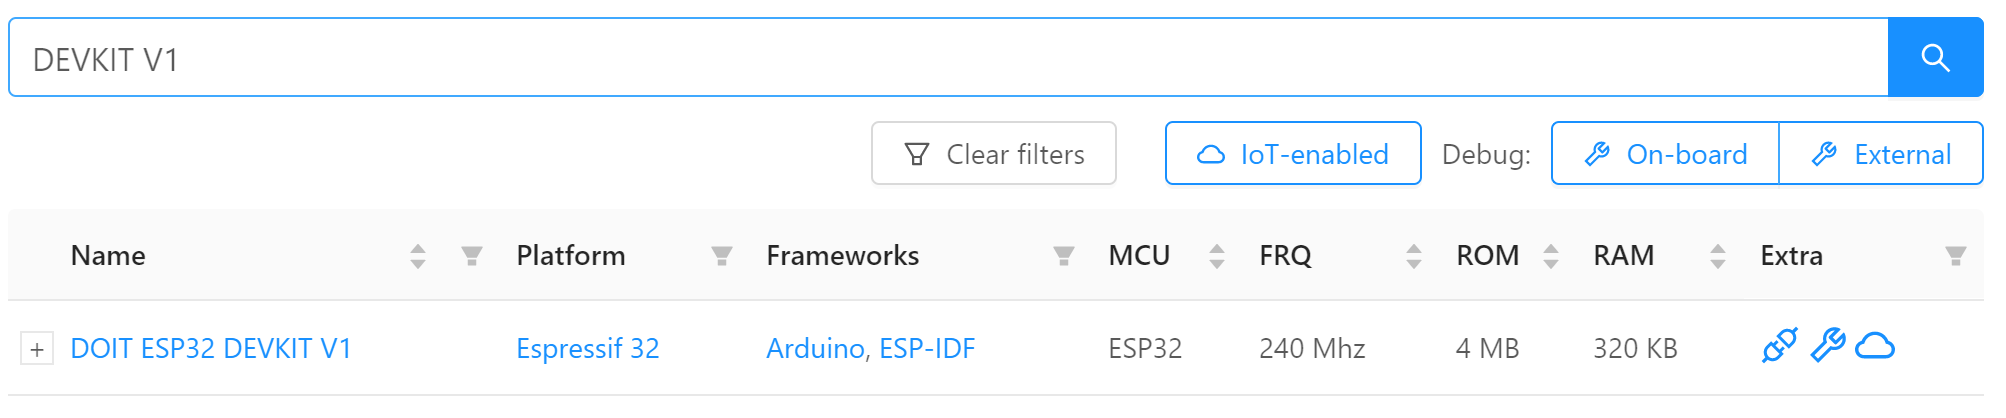 DEVKIT V1
Clear filters IoT-enabled Debug: On-board External
Name Platform Frameworks MCU FRQ ROM RAM Extra
+ DOIT ESP32 DEVKIT V1 Espressif 32 Arduino, ESP-IDF ESP32 240 Mhz 4 MB 320 KB